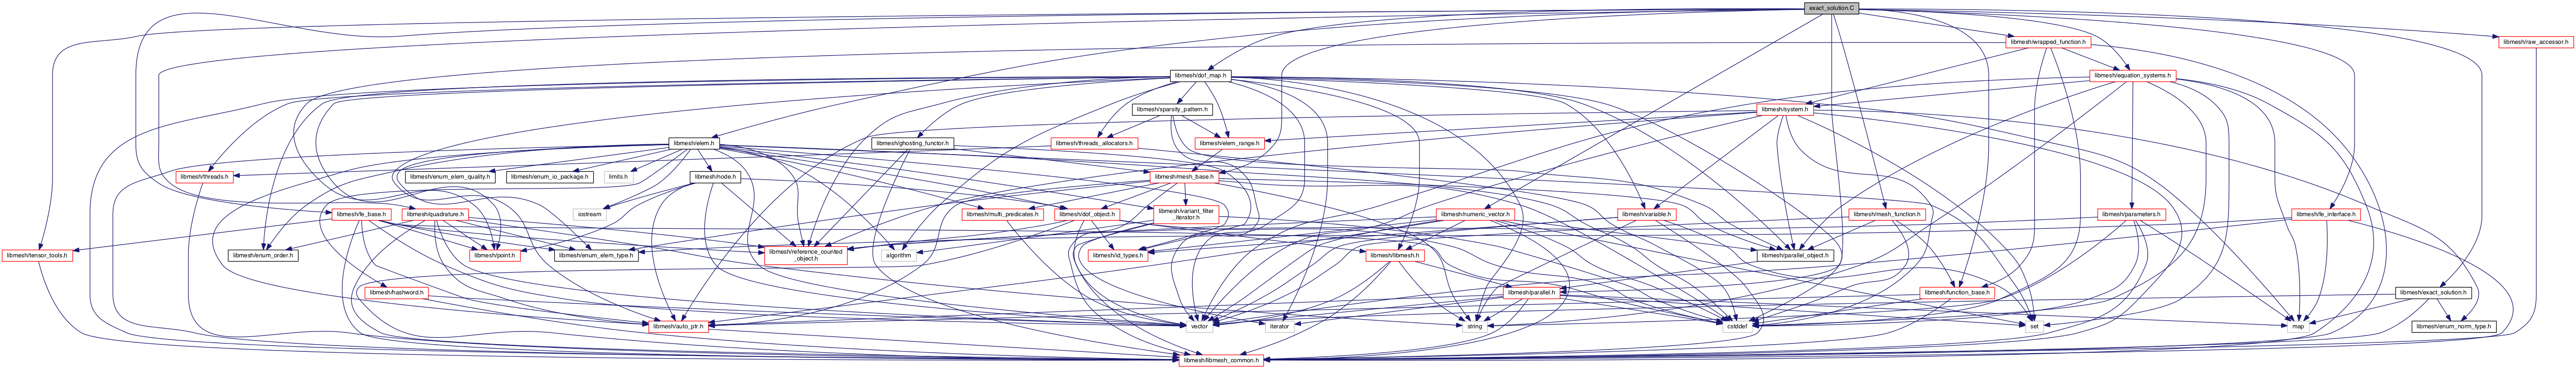 exact_solution.C
libmesh/wrapped_function.h
libmesh/raw_accessor.h
libmesh/dof_map.h
libmesh/equation_systems.h
libmesh/sparsity_pattern.h
libmesh/system.h
libmesh/elem.h
libmesh/ghosting_functor.h
libmesh/threads_allocators.h
libmesh/elem_range.h
libmesh/threads.h
libmesh/enum_elem_quality.h
libmesh/enum_io_package.h
limits.h
libmesh/node.h
libmesh/mesh_base.h
libmesh/fe_base.h
libmesh/quadrature.h
iostream
libmesh/multi_predicates.h
libmesh/dof_object.h
libmesh/variant_filter
_iterator.h
libmesh/numeric_vector.h
libmesh/variable.h
libmesh/mesh_function.h
libmesh/parameters.h
libmesh/fe_interface.h
libmesh/tensor_tools.h
libmesh/enum_order.h
libmesh/point.h
libmesh/enum_elem_type.h
libmesh/reference_counted
_object.h
algorithm
libmesh/id_types.h
libmesh/libmesh.h
libmesh/parallel_object.h
libmesh/hashword.h
libmesh/parallel.h
libmesh/function_base.h
libmesh/exact_solution.h
libmesh/auto_ptr.h
vector
iterator
string
cstddef
set
map
libmesh/enum_norm_type.h
libmesh/libmesh_common.h